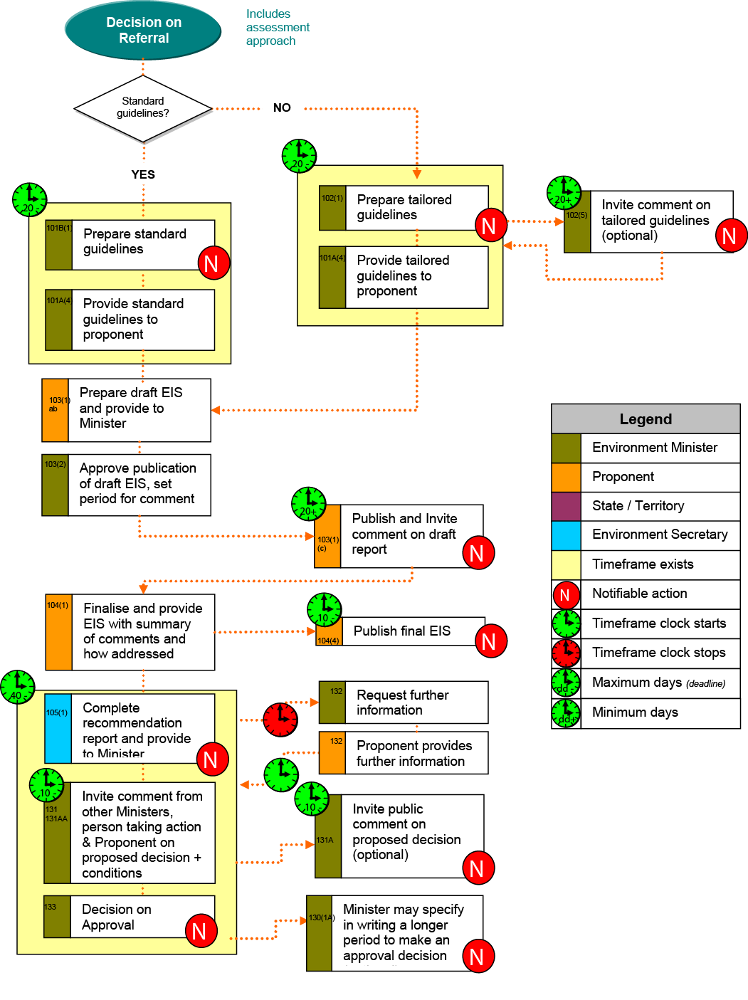 Decision on
Referral
Includes
assessment
approach
Standard
guidelines?
NO
YES
20 -
101B(1)
Prepare standard
guidelines
N
101A(4)
Provide standard
guidelines to
proponent
20 -
102(1)
Prepare tailored
guidelines
N
101A(4)
Provide tailored
guidelines to
proponent
20+
102(5)
Invite comment on
tailored guidelines
(optional)
N
103(1)
ab
Prepare draft EIS
and provide to
Minister
103(2)
Approve publication
of draft EIS, set
period for comment
20+
103(1)
(c)
Publish and Invite
comment on draft
report
N
104(1)
Finalise and provide
EIS with summary
of comments and
how addressed
10 -
104(4)
Publish final EIS
N
40 -
105(1)
Complete
recommendation
report and provide
to Minister
N
132
Request further
information
132
Proponent provides
further information
10 -
131
131AA
Invite comment from
other Ministers,
person taking action
& Proponent on
proposed decision +
conditions
10 -
131A
Invite public
comment on
proposed decision
(optional)
N
133
Decision on
Approval
N
130(1A)
Minister may specify
in writing a longer
period to make an
approval decision
N
Legend
Environment Minister
Proponent
State / Territory
Environment Secretary
Timeframe exists
N
Notifiable action
Timeframe clock starts
Timeframe clock stops
dd -
Maximum days (deadline)
dd+
Minimum days